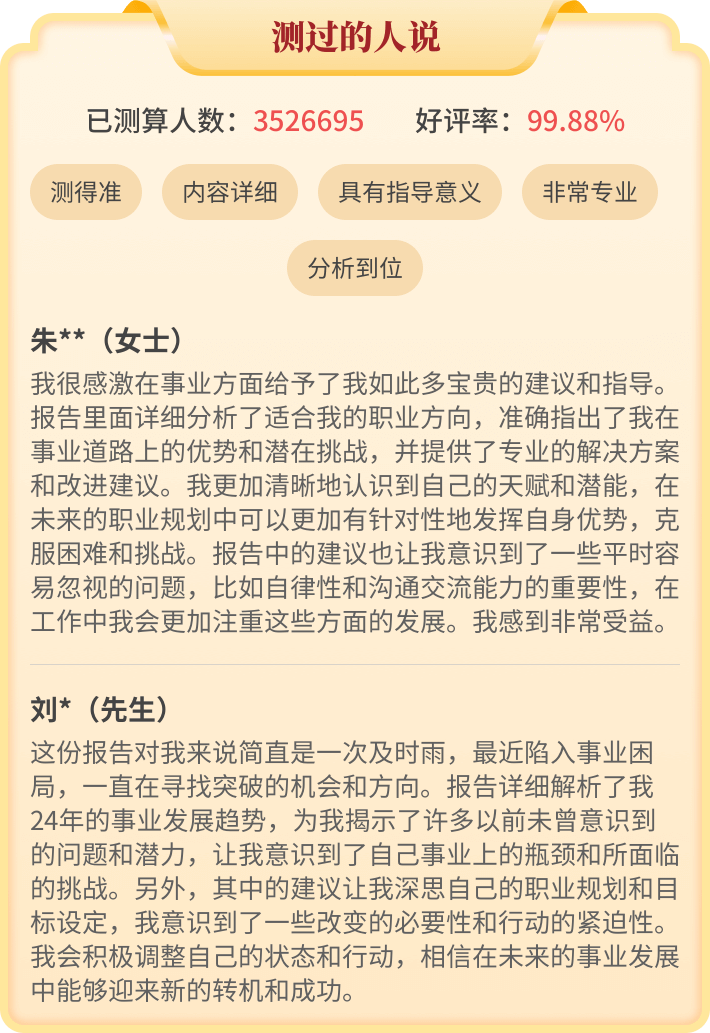 测过的人说
已测算人数：3526695 好评率：99.88%
测得准 内容详细 具有指导意义 非常专业
分析到位
朱**（女士）
我很感激在事业方面给予了我如此多宝贵的建议和指导。
报告里面详细分析了适合我的职业方向，准确指出了我在
事业道路上的优势和潜在挑战，并提供了专业的解决方案
和改进建议。我更加清晰地认识到自己的天赋和潜能，在
未来的职业规划中可以更加有针对性地发挥自身优势，克
服困难和挑战。报告中的建议也让我意识到了一些平时容
易忽视的问题，比如自律性和沟通交流能力的重要性，在
工作中我会更加注重这些方面的发展。我感到非常受益。
刘*（先生）
这份报告对我来说简直是一次及时雨，最近陷入事业困
局，一直在寻找突破的机会和方向。报告详细解析了我
24年的事业发展趋势，为我揭示了许多以前未曾意识到
的问题和潜力，让我意识到了自己事业上的瓶颈和所面临
的挑战。另外，其中的建议让我深思自己的职业规划和目
标设定，我意识到了一些改变的必要性和行动的紧迫性。
我会积极调整自己的状态和行动，相信在未来的事业发展
中能够迎来新的转机和成功。